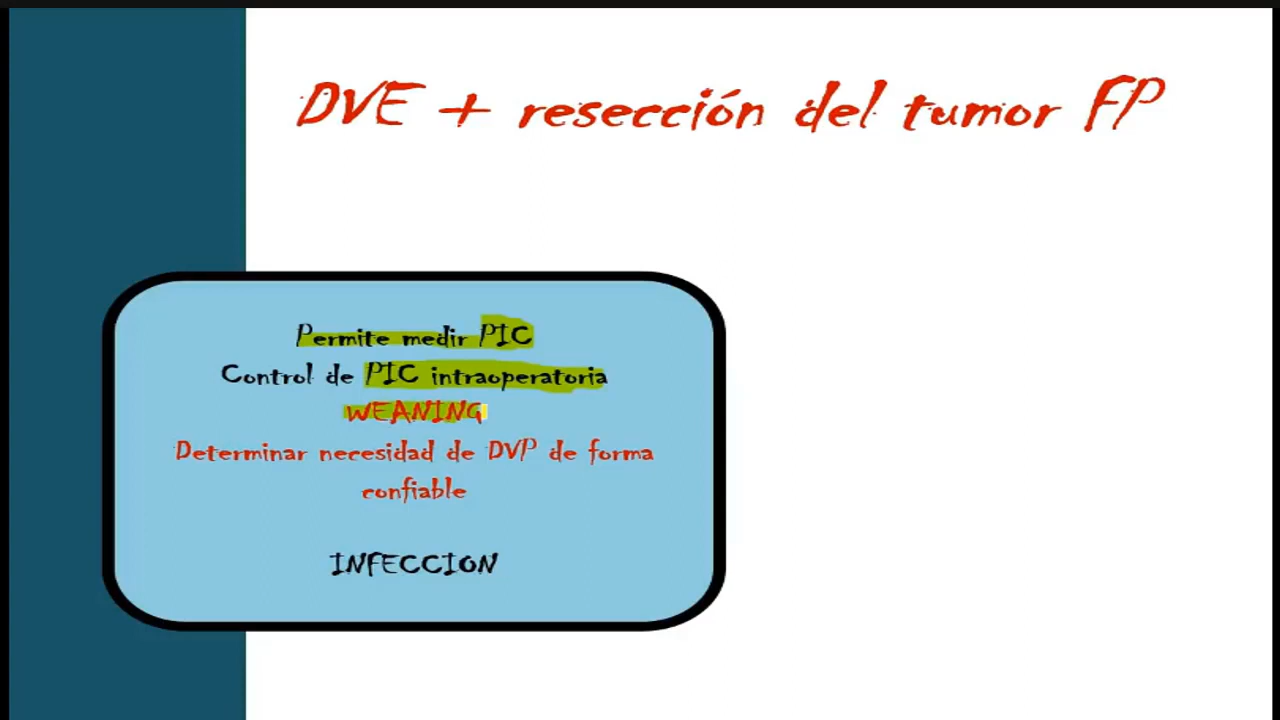 DVE + resección del tumor FP
Permite medir PIC
Control de PIC intraoperatoria
WEANING
Determinar necesidad de DVP de forma
confiable
INFECCION